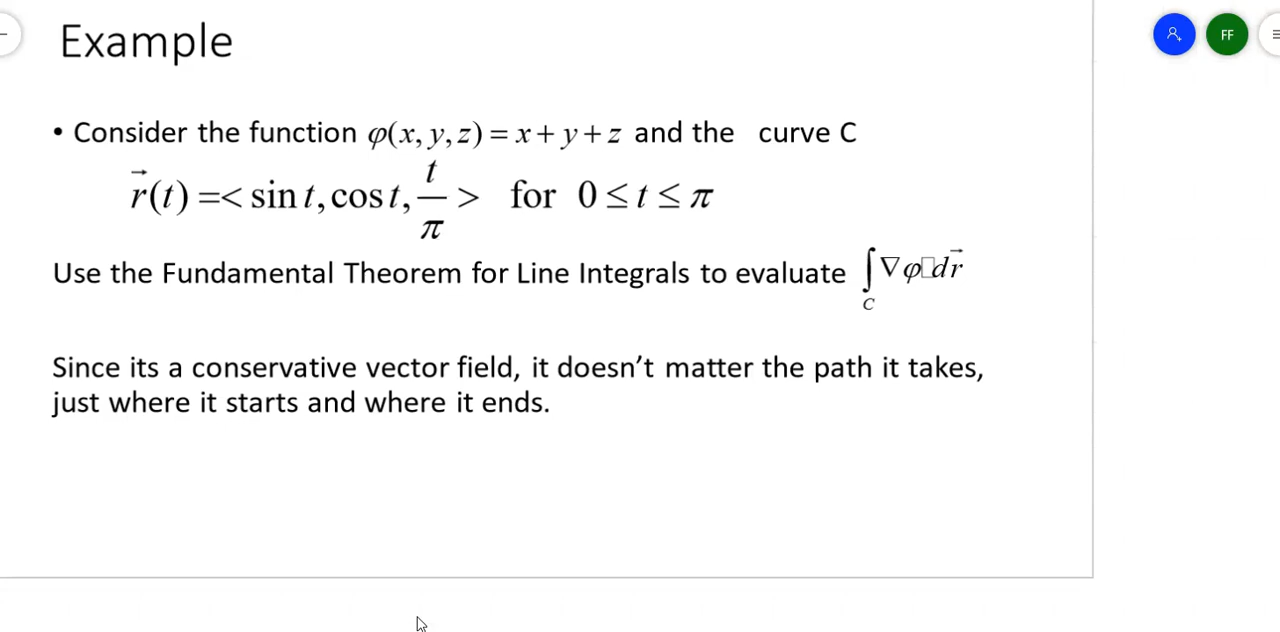 Example
FF
• Consider the function φ(x, y, z) = x + y + z and the curve C
r⃗(t) =< sin t, cos t, t/π > for 0 ≤ t ≤ π
Use the Fundamental Theorem for Line Integrals to evaluate ∫_C ∇φ□dr⃗
Since its a conservative vector field, it doesn’t matter the path it takes,
just where it starts and where it ends.